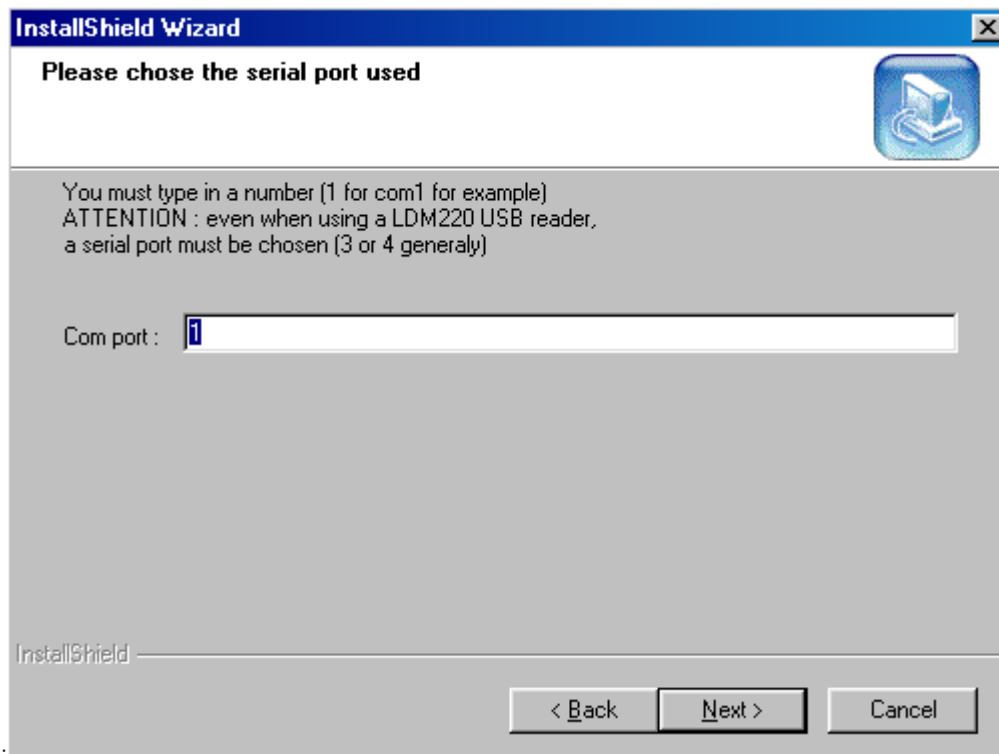 InstallShield Wizard
Please chose the serial port used
You must type in a number (1 for com1 for example)
ATTENTION : even when using a LDM220 USB reader,
a serial port must be chosen (3 or 4 generaly)
Com port : 1
InstallShield
< Back Next > Cancel